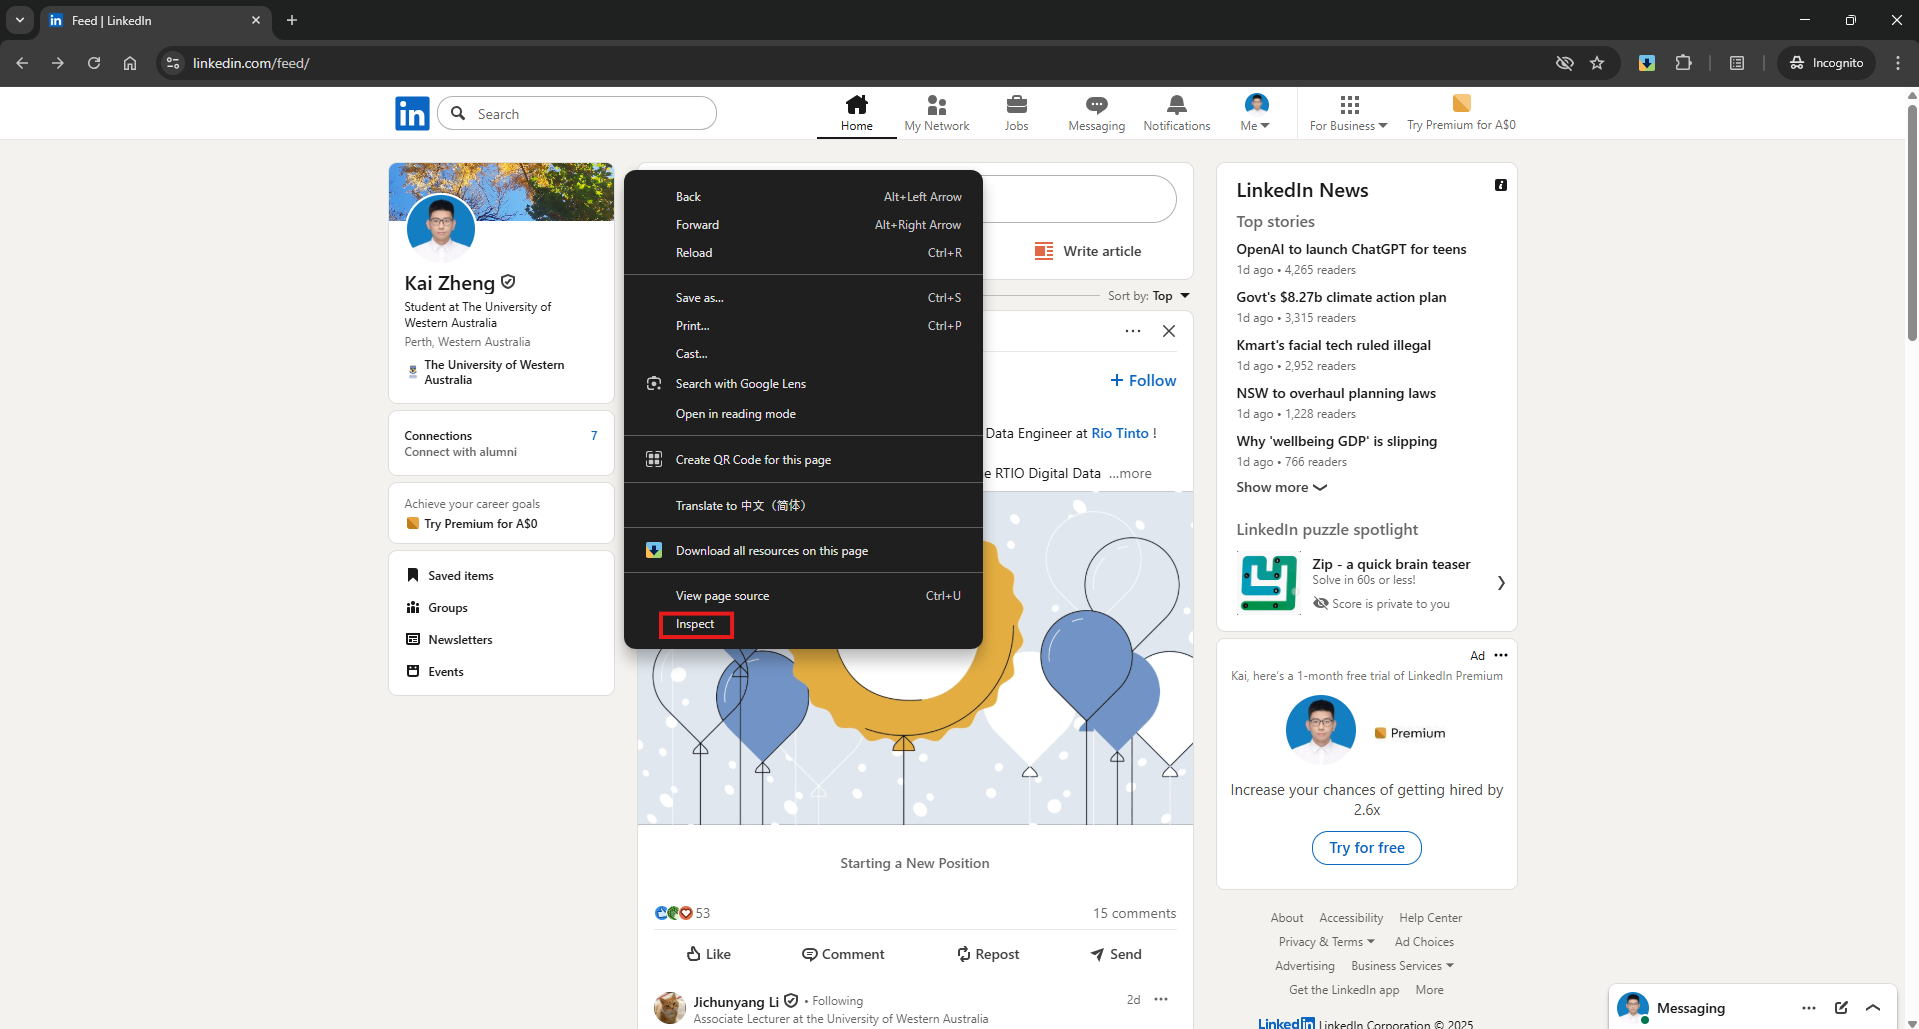 Feed | LinkedIn
linkedin.com/feed/
Incognito
in
Search
Home
My Network
Jobs
Messaging
Notifications
Me
For Business
Try Premium for A$0
Kai Zheng
Student at The University of
Western Australia
Perth, Western Australia
The University of Western
Australia
Connections
7
Connect with alumni
Achieve your career goals
Try Premium for A$0
Saved items
Groups
Newsletters
Events
Back
Alt+Left Arrow
Forward
Alt+Right Arrow
Reload
Ctrl+R
Save as...
Ctrl+S
Print...
Ctrl+P
Cast...
Search with Google Lens
Open in reading mode
Create QR Code for this page
Translate to 中文（简体）
Download all resources on this page
View page source
Ctrl+U
Inspect
Write article
Sort by: Top
+ Follow
Data Engineer at Rio Tinto !
e RTIO Digital Data ...more
Starting a New Position
53
15 comments
Like
Comment
Repost
Send
Jichunyang Li • Following
2d
Associate Lecturer at the University of Western Australia
LinkedIn News
Top stories
OpenAI to launch ChatGPT for teens
1d ago • 4,265 readers
Govt's $8.27b climate action plan
1d ago • 3,315 readers
Kmart's facial tech ruled illegal
1d ago • 2,952 readers
NSW to overhaul planning laws
1d ago • 1,228 readers
Why 'wellbeing GDP' is slipping
1d ago • 766 readers
Show more
LinkedIn puzzle spotlight
Zip - a quick brain teaser
Solve in 60s or less!
Score is private to you
Ad
Kai, here's a 1-month free trial of LinkedIn Premium
Premium
Increase your chances of getting hired by
2.6x
Try for free
About
Accessibility
Help Center
Privacy & Terms
Ad Choices
Advertising
Business Services
Get the LinkedIn app
More
LinkedIn LinkedIn Corporation © 2025
Messaging